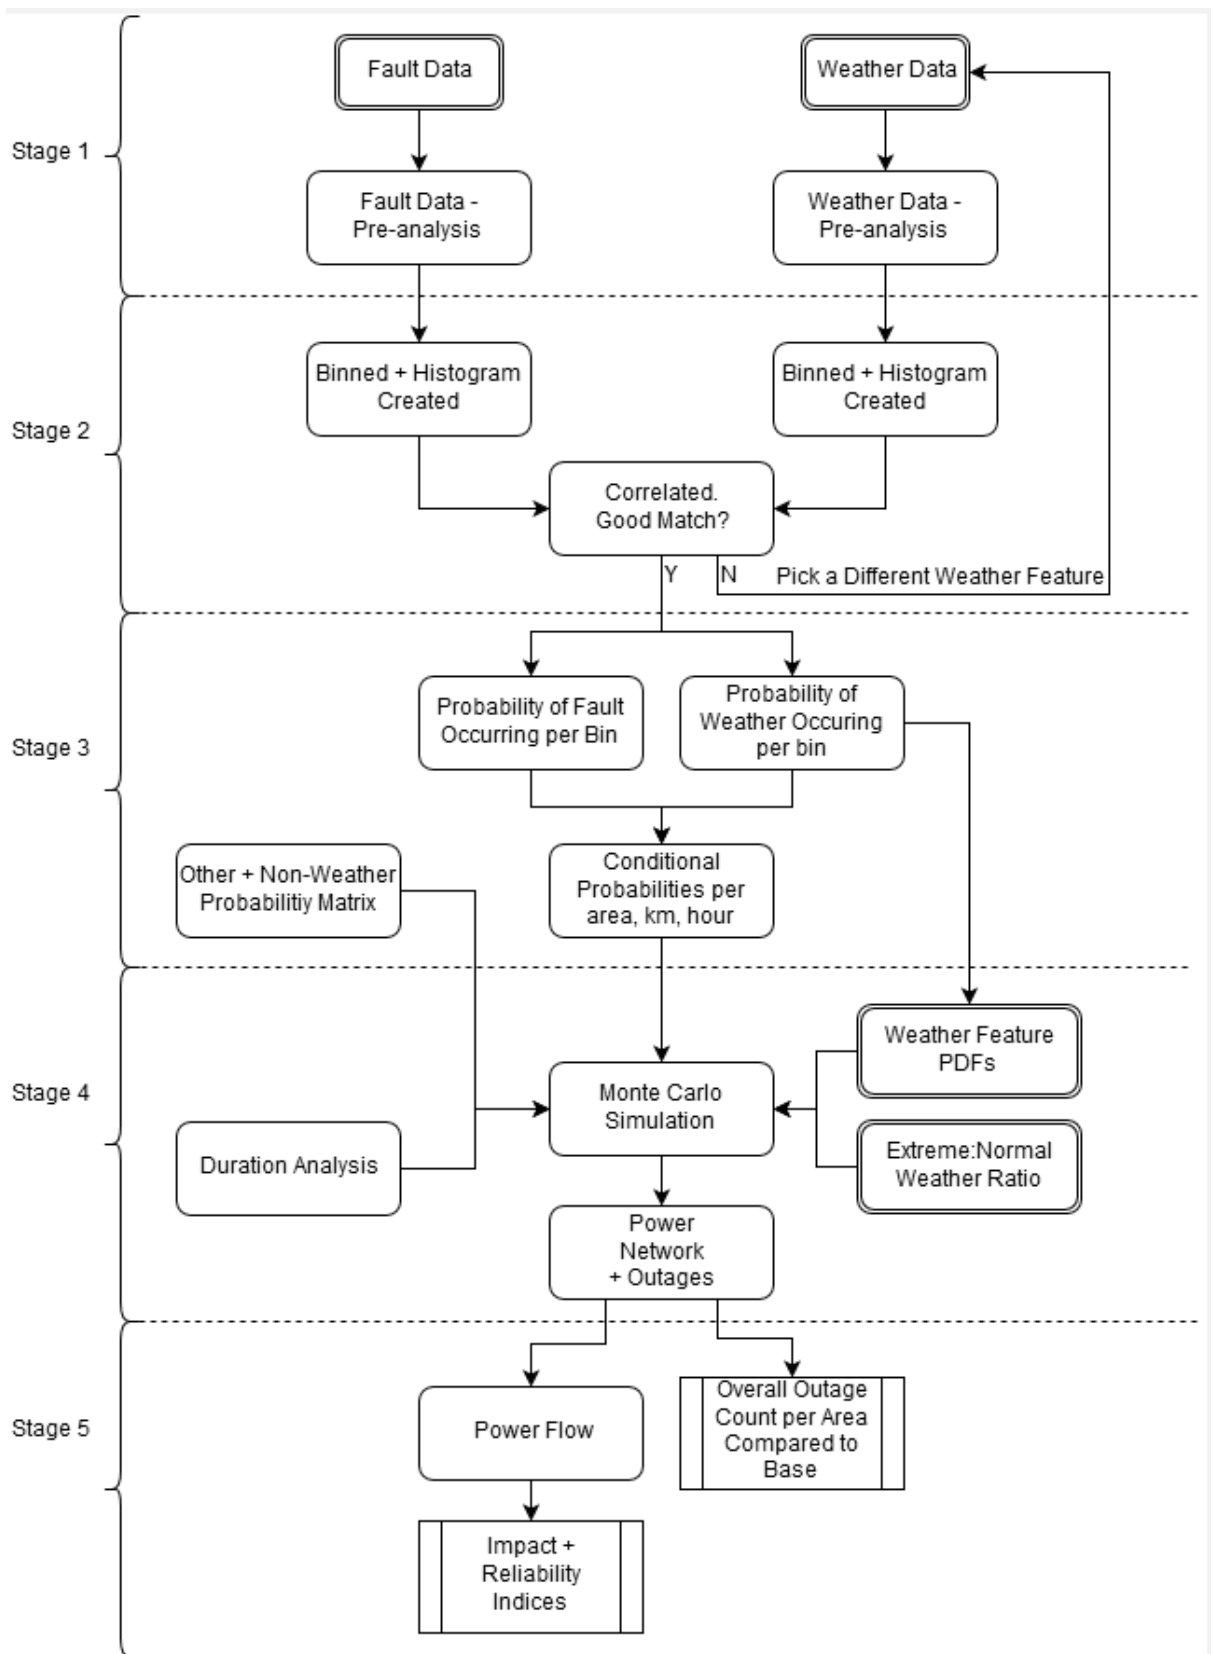 Fault Data
Weather Data
Stage 1
Fault Data -
Pre-analysis
Weather Data -
Pre-analysis
Binned + Histogram
Created
Binned + Histogram
Created
Stage 2
Correlated.
Good Match?
Y
N
Pick a Different Weather Feature
Stage 3
Probability of Fault
Occurring per Bin
Probability of
Weather Occuring
per bin
Other + Non-Weather
Probabilitiy Matrix
Conditional
Probabilities per
area, km, hour
Stage 4
Weather Feature
PDFs
Monte Carlo
Simulation
Duration Analysis
Extreme:Normal
Weather Ratio
Power
Network
+ Outages
Stage 5
Power Flow
Overall Outage
Count per Area
Compared to
Base
Impact +
Reliability
Indices